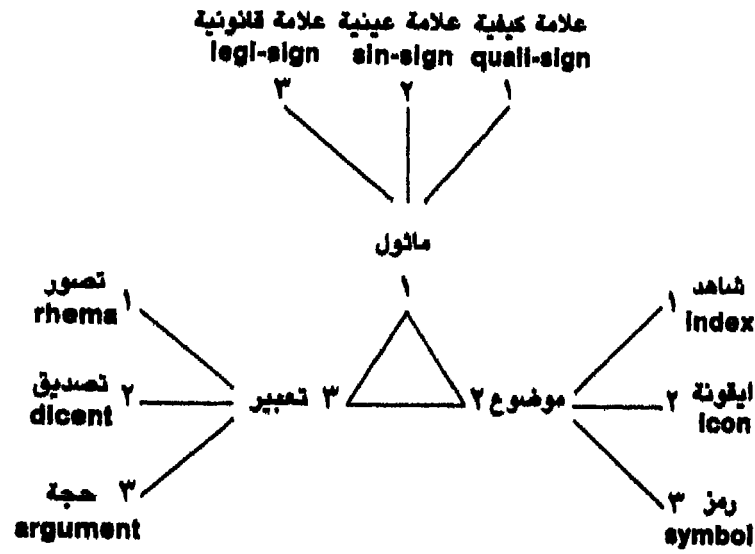 علامة كيفية علامة عينية علامة قانونية
legi-sign sin-sign quali-sign
٣ ٢ ١
ماثول
١
تصور ١
rhema
شاهد ١
index
تصديق ٢
dicent
تعبير ٣
موضوع ٢
ايقونة ٢
icon
حجة ٣
argument
رمز ٣
symbol